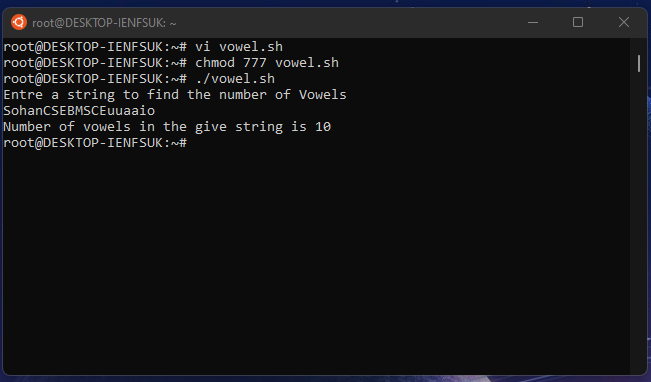 root@DESKTOP-IENFSUK: ~
root@DESKTOP-IENFSUK:~# vi vowel.sh
root@DESKTOP-IENFSUK:~# chmod 777 vowel.sh
root@DESKTOP-IENFSUK:~# ./vowel.sh
Entre a string to find the number of Vowels
SohanCSEBMSCEuuaaio
Number of vowels in the give string is 10
root@DESKTOP-IENFSUK:~#